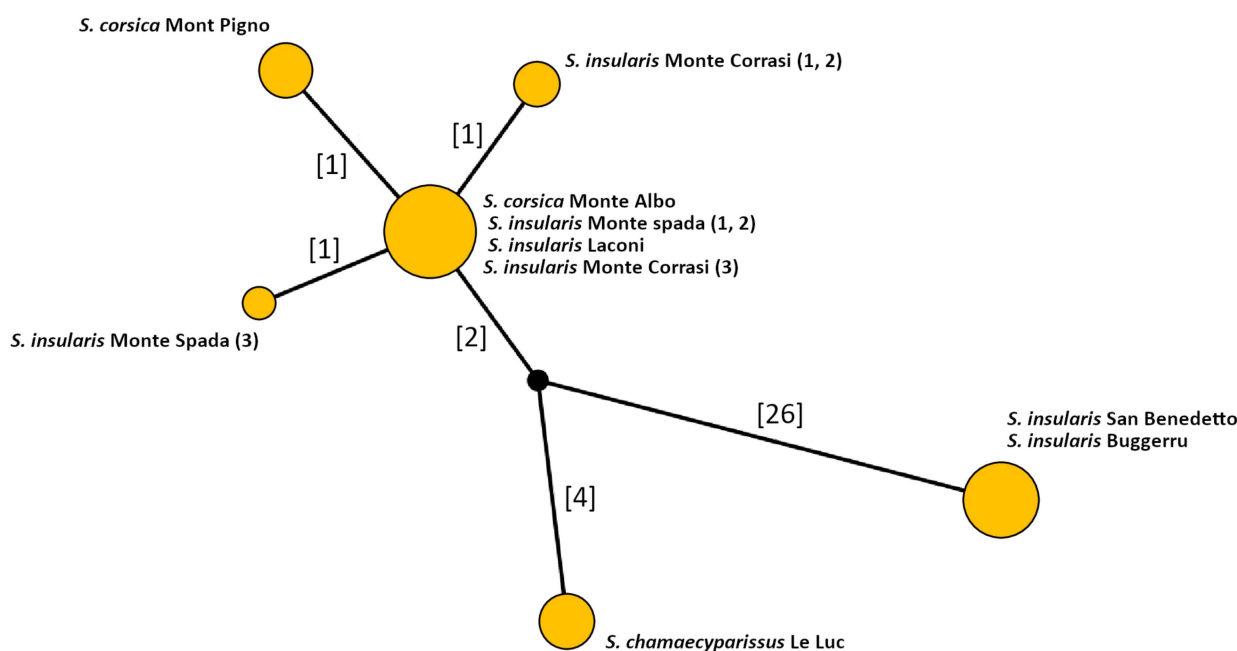 S. corsica Mont Pigno
S. insularis Monte Corrasi (1, 2)
[1]
[1]
S. corsica Monte Albo
S. insularis Monte spada (1, 2)
S. insularis Laconi
S. insularis Monte Corrasi (3)
[1]
S. insularis Monte Spada (3)
[2]
[26]
S. insularis San Benedetto
S. insularis Buggerru
[4]
S. chamaecyparissus Le Luc